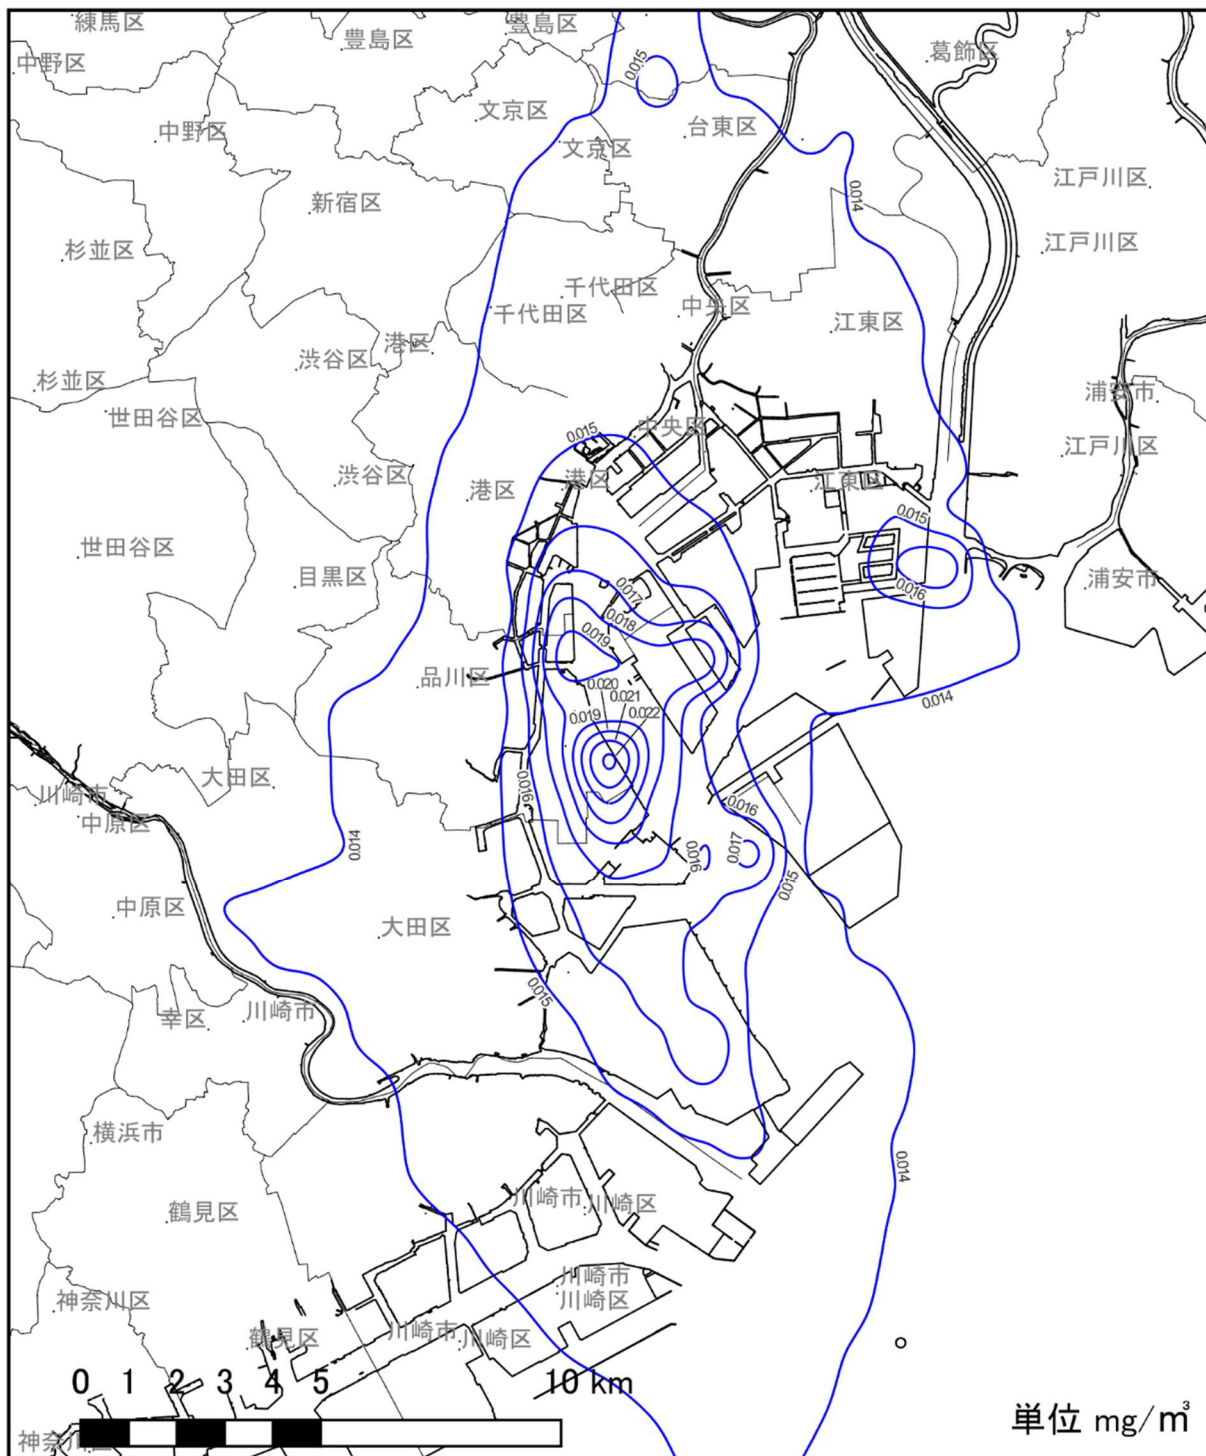 練馬区
豊島区
豊島区
葛飾区
中野区
0.015
文京区
台東区
中野区
文京区
江戸川区
新宿区
0.014
杉並区
江戸川区
千代田区
千代田区
中央区
江東区
港区
渋谷区
杉並区
浦安市
世田谷区
0.015
中央区
江戸川区
渋谷区
港区
港区
江東区
0.015
世田谷区
目黒区
浦安市
0.016
0.017
0.018
0.019
品川区
0.020
0.021
0.022
0.019
0.014
大田区
川崎市
0.016
0.016
中原区
0.014
0.017
0.016
0.015
中原区
大田区
0.015
川崎市
幸区
横浜市
0.014
鶴見区
川崎市
川崎区
川崎市
神奈川区
川崎区
鶴見区
川崎市
川崎区
0 1 2 3 4 5 10 km
神奈川区
単位 mg/㎥